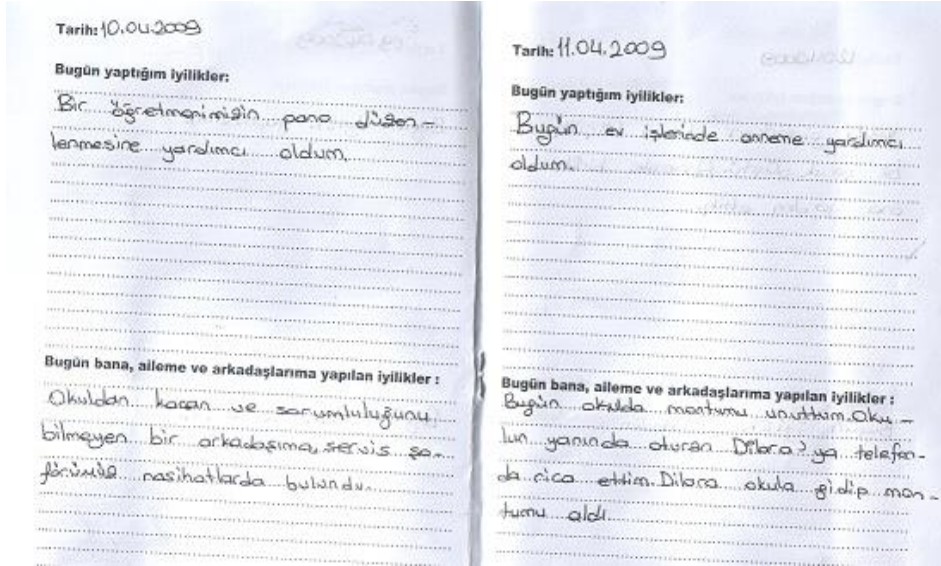 Tarih: 10.04.2009
Bugün yaptığım iyilikler:
Bir öğretmenimizin pano düzen-
lenmesine yardımcı oldum.
Bugün bana, aileme ve arkadaşlarıma yapılan iyilikler :
Okuldan kaçan ve sorumluluğunu
bilmeyen bir arkadaşıma, servis şo-
förümüz nasihatlarda bulundu.
Tarih: 11.04.2009
Bugün yaptığım iyilikler:
Bugün ev işlerinde anneme yardımcı
oldum.
Bugün bana, aileme ve arkadaşlarıma yapılan iyilikler :
Bugün okulda montumu unuttum. Oku-
lun yanında oturan Dilara'ya telefon-
da rica ettim. Dilara okula gidip mon-
tumu aldı.